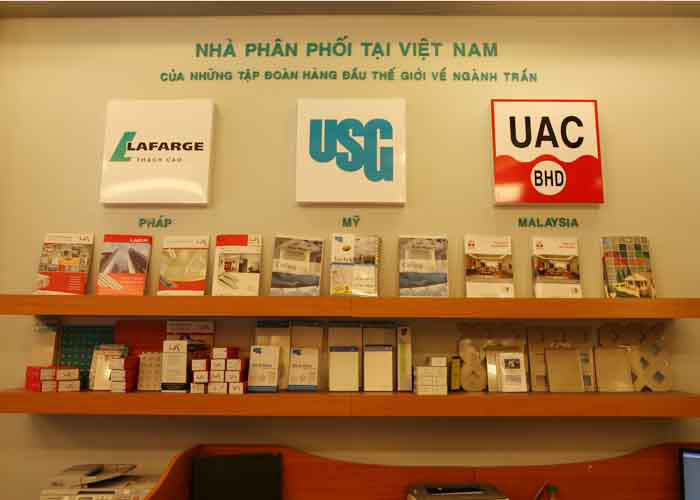 NHÀ PHÂN PHỐI TẠI VIỆT NAM
CỦA NHỮNG TẬP ĐOÀN HÀNG ĐẦU THẾ GIỚI VỀ NGÀNH TRẦN
LAFARGE
THẠCH CAO
USG
UAC
BHD
PHÁP
MỸ
MALAYSIA